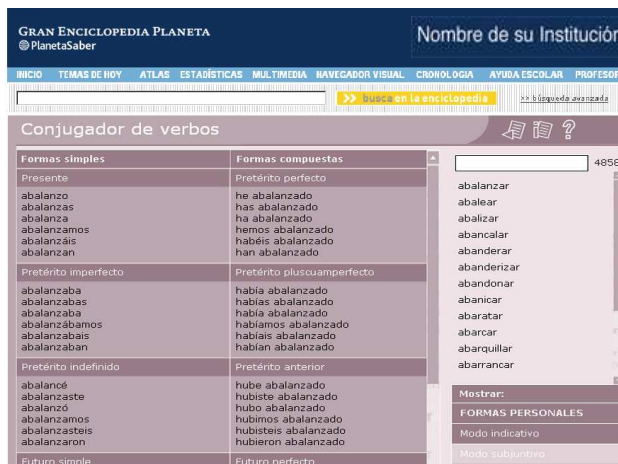 GRAN ENCICLOPEDIA PLANETA
PlanetaSaber
Nombre de su Institución
INICIO TEMAS DE HOY ATLAS ESTADÍSTICAS MULTIMEDIA NAVEGADOR VISUAL CRONOLOGIA AYUDA ESCOLAR PROFESOR
>> busca en la enciclopedia >> búsqueda avanzada
Conjugador de verbos
Formas simples
Presente
abalanzo
abalanzas
abalanza
abalanzamos
abalanzáis
abalanzan
Pretérito imperfecto
abalanzaba
abalanzabas
abalanzaba
abalanzábamos
abalanzabais
abalanzaban
Pretérito indefinido
abalancé
abalanzaste
abalanzó
abalanzamos
abalanzasteis
abalanzaron
Futuro simple
Formas compuestas
Pretérito perfecto
he abalanzado
has abalanzado
ha abalanzado
hemos abalanzado
habéis abalanzado
han abalanzado
Pretérito pluscuamperfecto
había abalanzado
habías abalanzado
había abalanzado
habíamos abalanzado
habíais abalanzado
habían abalanzado
Pretérito anterior
hube abalanzado
hubiste abalanzado
hubo abalanzado
hubimos abalanzado
hubisteis abalanzado
hubieron abalanzado
Futuro perfecto
4858
abalanzar
abalear
abalizar
abancalar
abanderar
abanderizar
abandonar
abanicar
abaratar
abarcar
abarquillar
abarrancar
Mostrar:
FORMAS PERSONALES
Modo indicativo
Modo subjuntivo